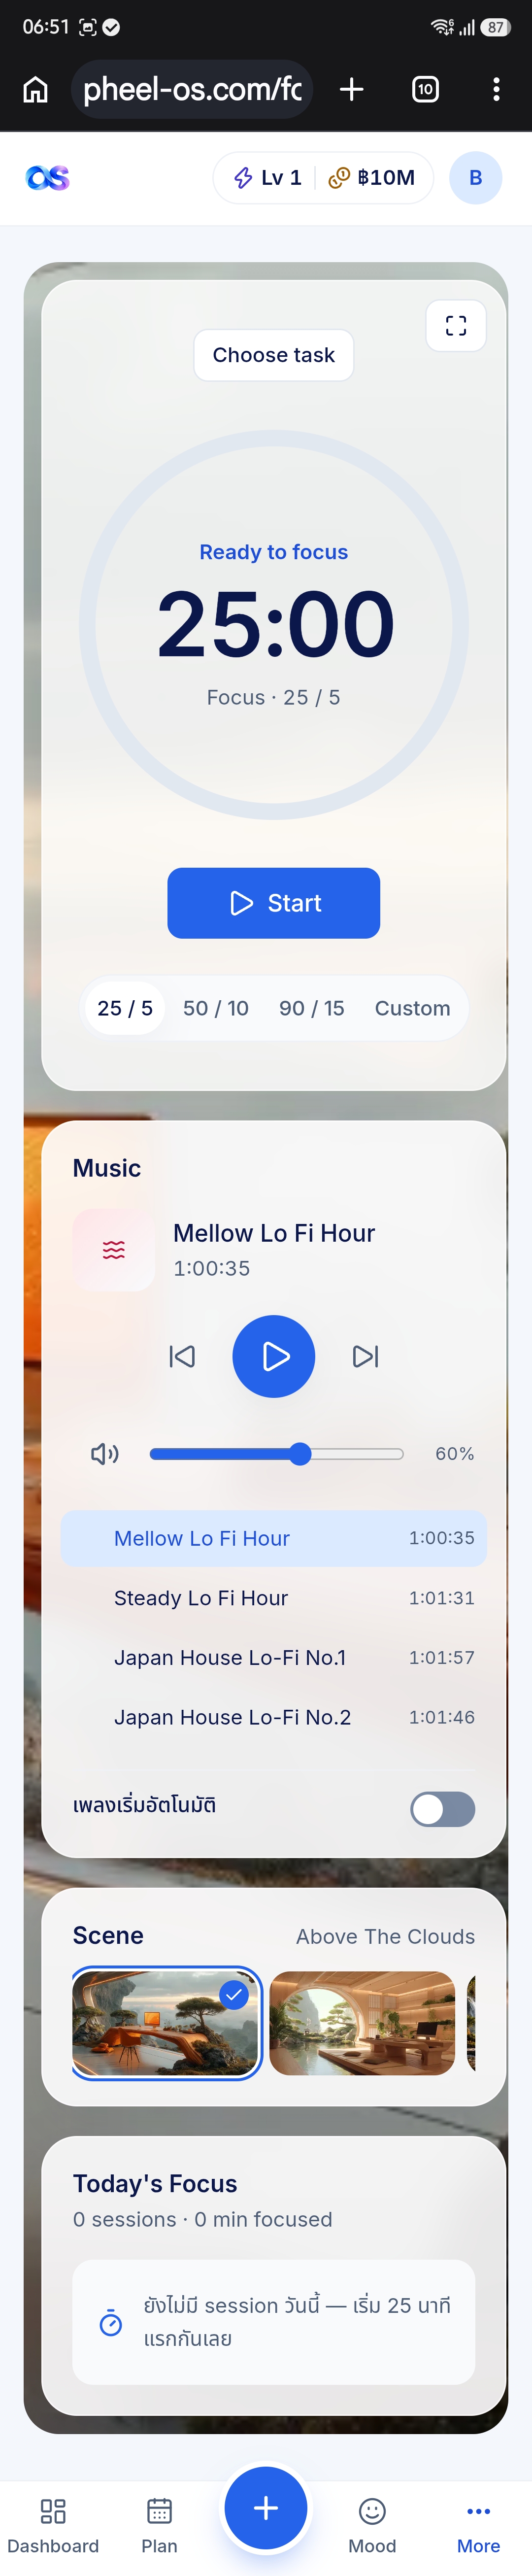 06:51
6
87
pheel-os.com/fo
10
OS
Lv 1
฿10M
B
Choose task
Ready to focus
25:00
Focus · 25 / 5
Start
25 / 5
50 / 10
90 / 15
Custom
Music
Mellow Lo Fi Hour
1:00:35
60%
Mellow Lo Fi Hour 1:00:35
Steady Lo Fi Hour 1:01:31
Japan House Lo-Fi No.1 1:01:57
Japan House Lo-Fi No.2 1:01:46
เพลงเริ่มอัตโนมัติ
Scene
Above The Clouds
Today's Focus
0 sessions · 0 min focused
ยังไม่มี session วันนี้ — เริ่ม 25 นาที
แรกกันเลย
Dashboard
Plan
Mood
More